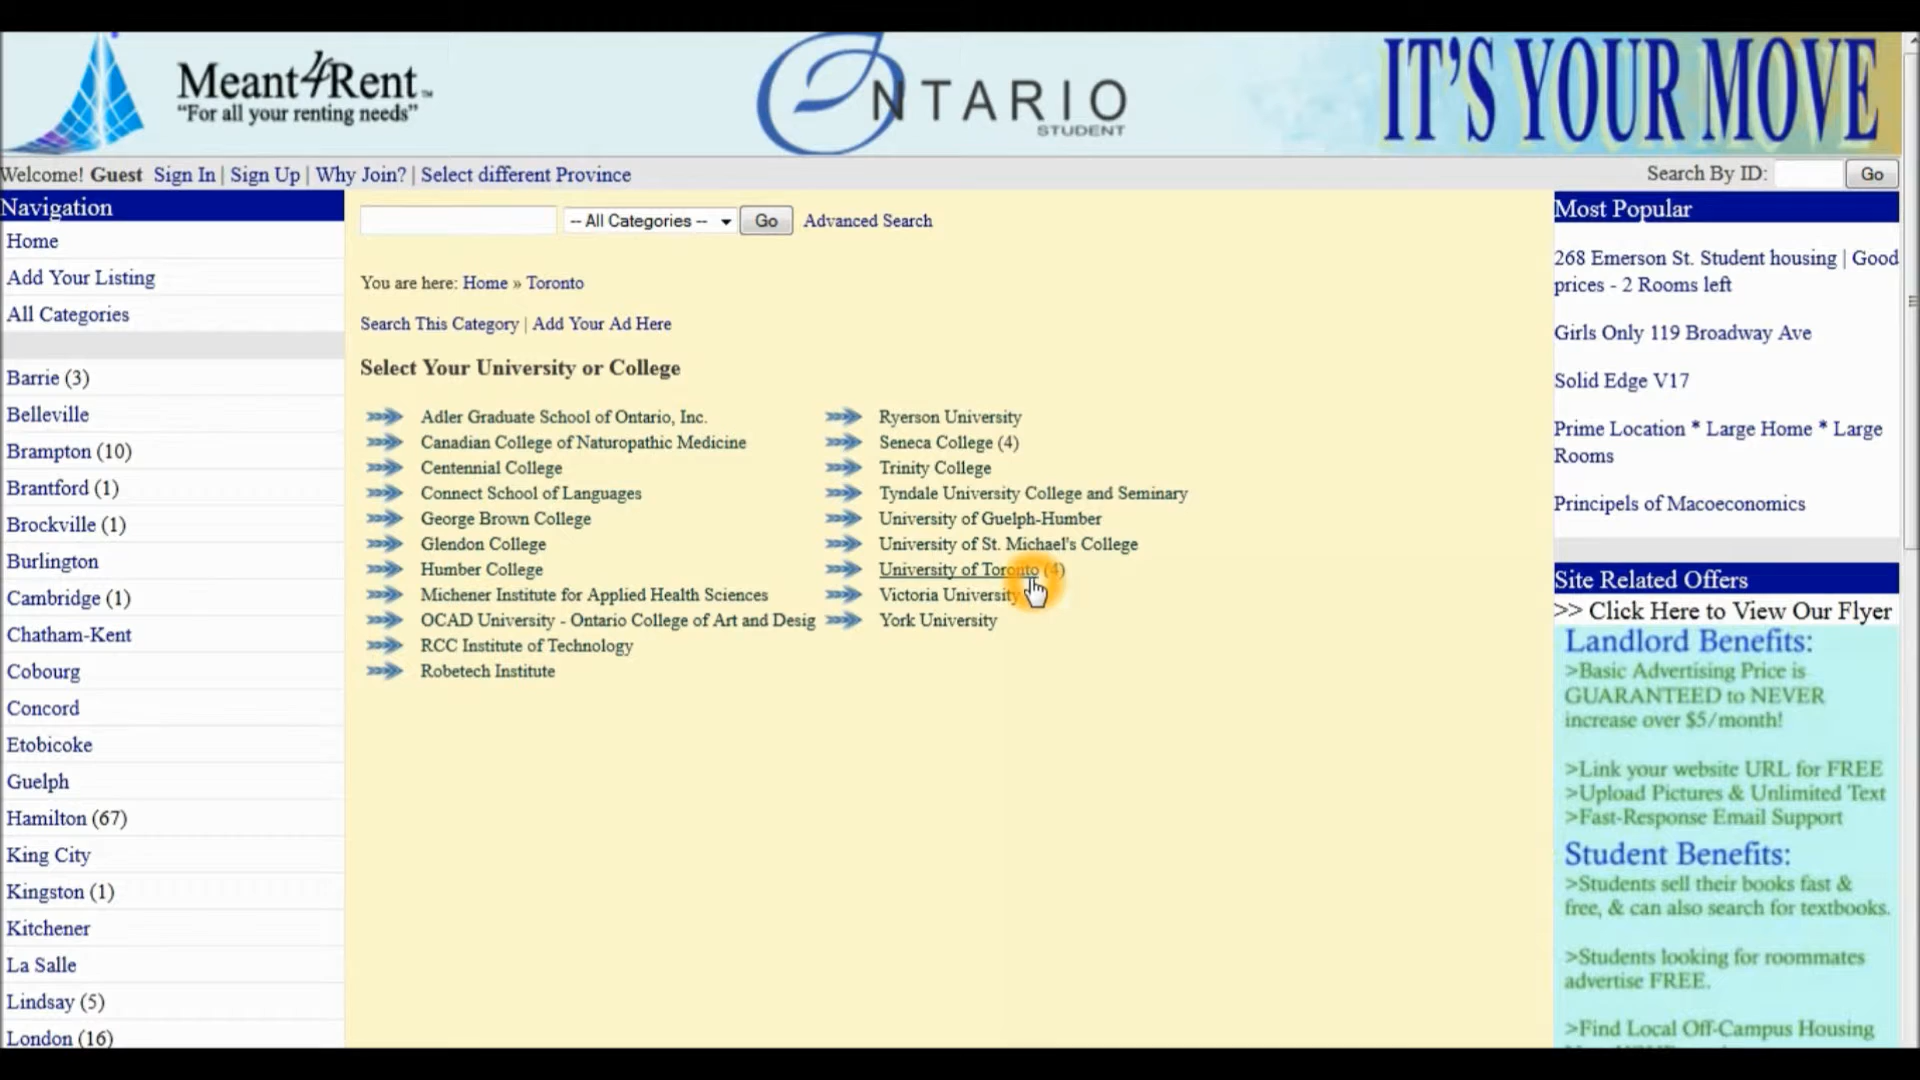 Meant4Rent™
"For all your renting needs"
ONTARIO
STUDENT
IT'S YOUR MOVE
Welcome! Guest Sign In | Sign Up | Why Join? | Select different Province
Search By ID: Go
Navigation
Home
Add Your Listing
All Categories
Barrie (3)
Belleville
Brampton (10)
Brantford (1)
Brockville (1)
Burlington
Cambridge (1)
Chatham-Kent
Cobourg
Concord
Etobicoke
Guelph
Hamilton (67)
King City
Kingston (1)
Kitchener
La Salle
Lindsay (5)
London (16)
-- All Categories -- Go Advanced Search
You are here: Home » Toronto
Search This Category | Add Your Ad Here
Select Your University or College
Adler Graduate School of Ontario, Inc.
Canadian College of Naturopathic Medicine
Centennial College
Connect School of Languages
George Brown College
Glendon College
Humber College
Michener Institute for Applied Health Sciences
OCAD University - Ontario College of Art and Desig
RCC Institute of Technology
Robetech Institute
Ryerson University
Seneca College (4)
Trinity College
Tyndale University College and Seminary
University of Guelph-Humber
University of St. Michael's College
University of Toronto (4)
Victoria University
York University
Most Popular
268 Emerson St. Student housing | Good
prices - 2 Rooms left
Girls Only 119 Broadway Ave
Solid Edge V17
Prime Location * Large Home * Large
Rooms
Principels of Macoeconomics
Site Related Offers
>> Click Here to View Our Flyer
Landlord Benefits:
>Basic Advertising Price is
GUARANTEED to NEVER
increase over $5/month!
>Link your website URL for FREE
>Upload Pictures & Unlimited Text
>Fast-Response Email Support
Student Benefits:
>Students sell their books fast &
free, & can also search for textbooks.
>Students looking for roommates
advertise FREE.
>Find Local Off-Campus Housing